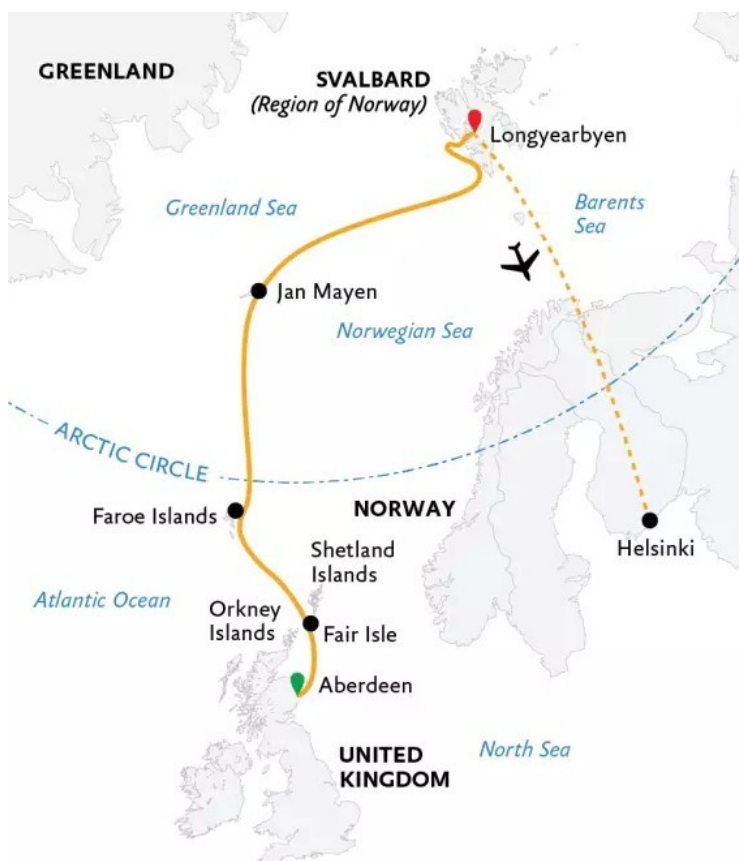 GREENLAND
SVALBARD
(Region of Norway)
Longyearbyen
Greenland Sea
Barents
Sea
Jan Mayen
Norwegian Sea
ARCTIC CIRCLE
NORWAY
Faroe Islands
Helsinki
Shetland
Islands
Atlantic Ocean
Orkney
Islands
Fair Isle
Aberdeen
UNITED
KINGDOM
North Sea